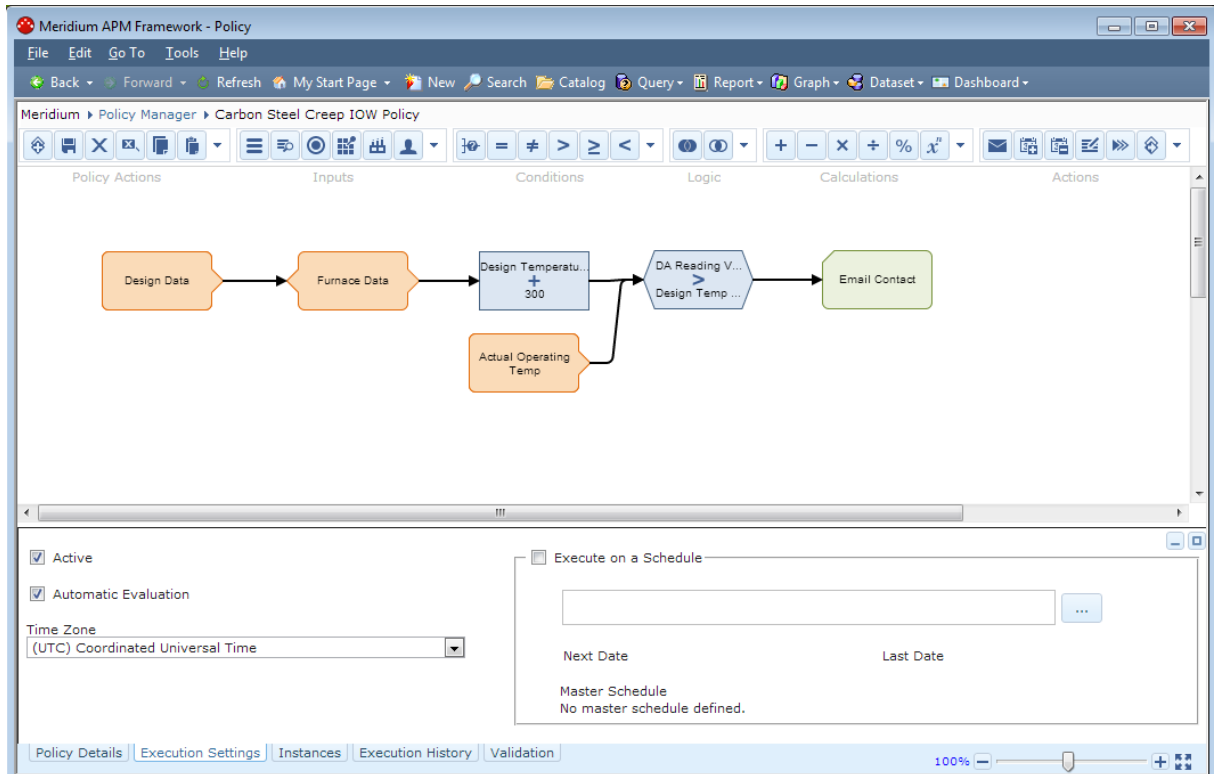 Meridium APM Framework - Policy
File Edit Go To Tools Help
Back Forward Refresh My Start Page New Search Catalog Query Report Graph Dataset Dashboard
Meridium Policy Manager Carbon Steel Creep IOW Policy
Policy Actions Inputs Conditions Logic Calculations Actions
Design Data
Furnace Data
Design Temperatu...
+
300
Actual Operating
Temp
DA Reading V...
>
Design Temp ...
Email Contact
Active
Automatic Evaluation
Time Zone
(UTC) Coordinated Universal Time
Execute on a Schedule
...
Next Date Last Date
Master Schedule
No master schedule defined.
Policy Details Execution Settings Instances Execution History Validation
100%